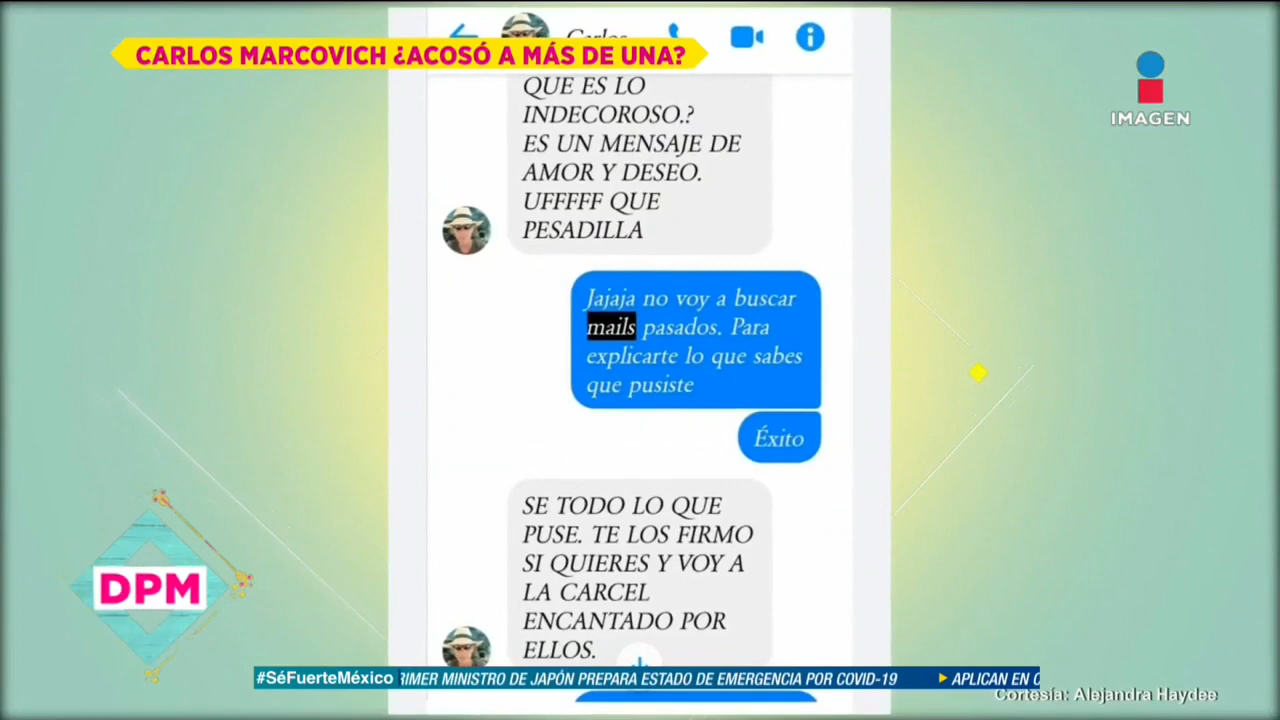 CARLOS MARCOVICH ¿ACOSÓ A MÁS DE UNA?
Carlos
IMAGEN
QUE ES LO
INDECOROSO.?
ES UN MENSAJE DE
AMOR Y DESEO.
UFFFFF QUE
PESADILLA
Jajaja no voy a buscar
mails pasados. Para
explicarte lo que sabes
que pusiste
Éxito
SE TODO LO QUE
PUSE. TE LOS FIRMO
SI QUIERES Y VOY A
LA CARCEL
ENCANTADO POR
ELLOS.
DPM
#SéFuerteMéxico RIMER MINISTRO DE JAPÓN PREPARA ESTADO DE EMERGENCIA POR COVID-19 APLICAN EN
Cortesía: Alejandra Haydee